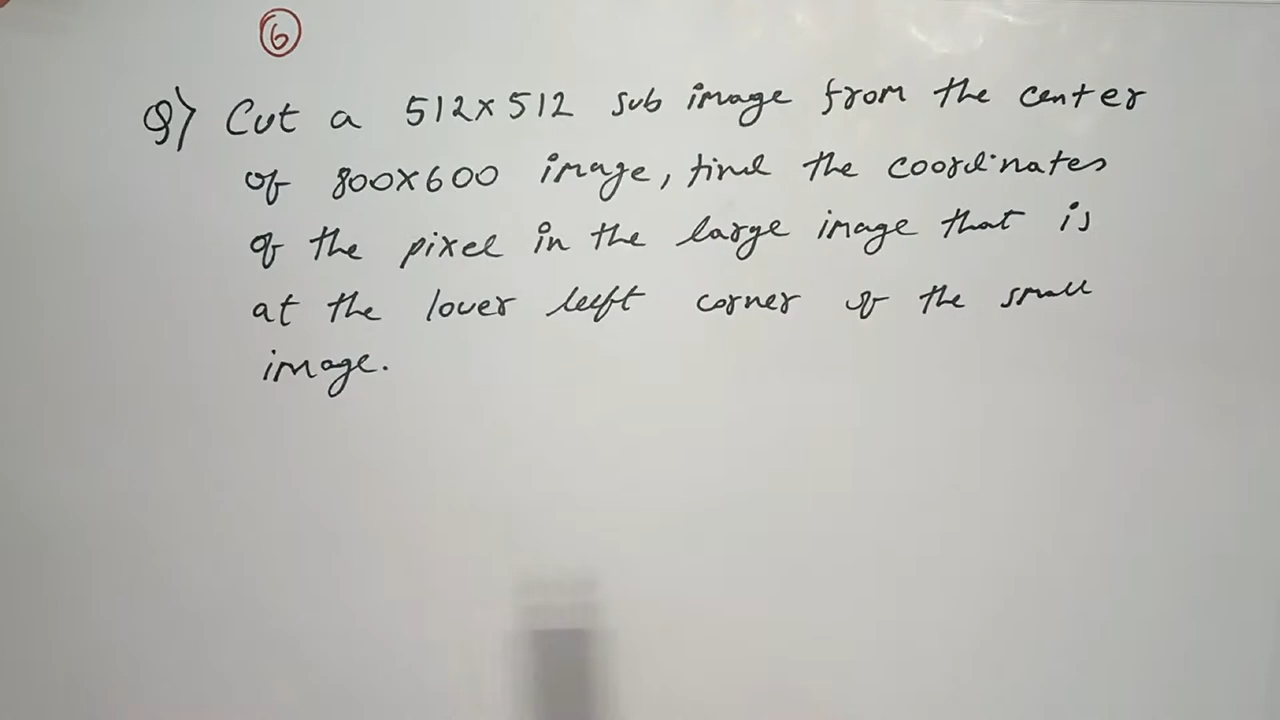 6
Q) Cut a 512x512 sub image from the center
of 800x600 image, find the coordinates
of the pixel in the large image that is
at the lower left corner of the small
image.